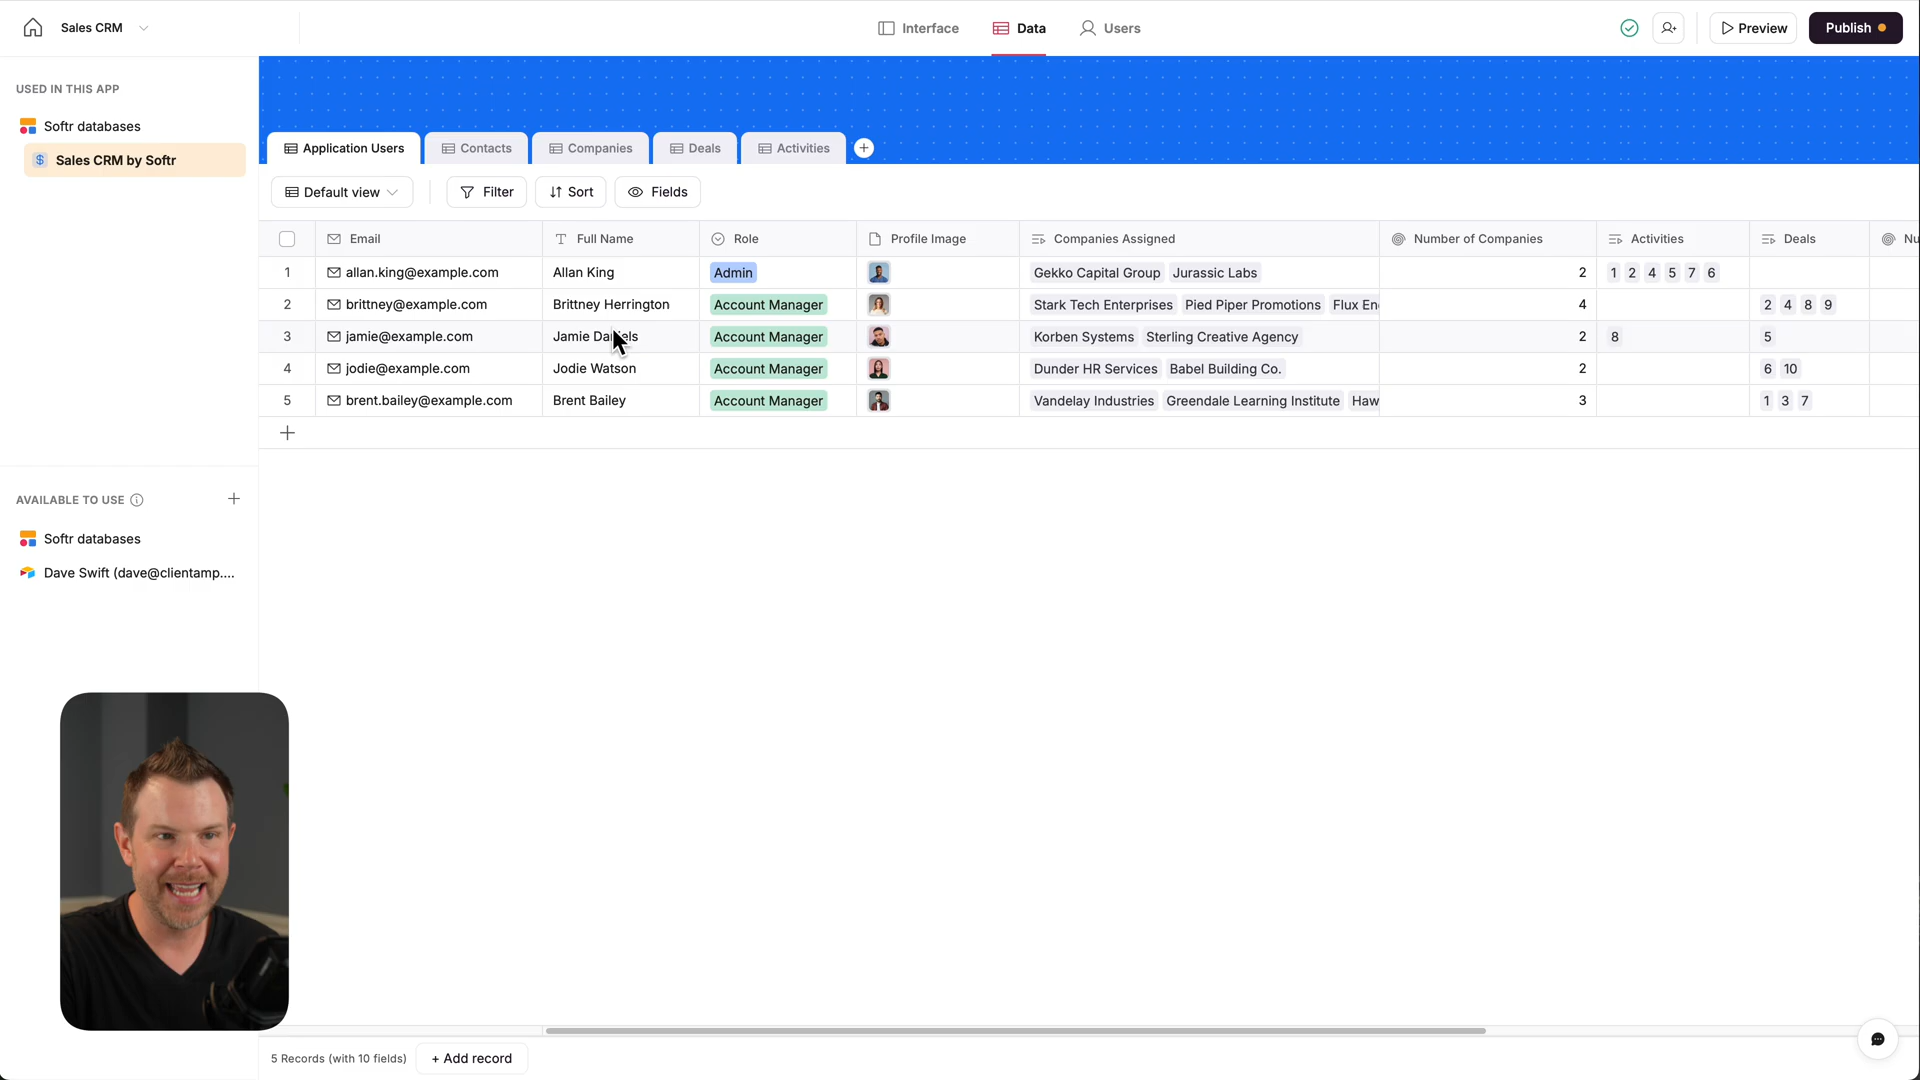 Sales CRM
Interface
Data
Users
Preview
Publish
USED IN THIS APP
Softr databases
Sales CRM by Softr
Application Users
Contacts
Companies
Deals
Activities
Default view
Filter
Sort
Fields
Email Full Name Role Profile Image Companies Assigned Number of Companies Activities Deals Nu
1 allan.king@example.com Allan King Admin Gekko Capital Group Jurassic Labs 2 1 2 4 5 7 6
2 brittney@example.com Brittney Herrington Account Manager Stark Tech Enterprises Pied Piper Promotions Flux En 4 2 4 8 9
3 jamie@example.com Jamie Daniels Account Manager Korben Systems Sterling Creative Agency 2 8 5
4 jodie@example.com Jodie Watson Account Manager Dunder HR Services Babel Building Co. 2 6 10
5 brent.bailey@example.com Brent Bailey Account Manager Vandelay Industries Greendale Learning Institute Haw 3 1 3 7
AVAILABLE TO USE
Softr databases
Dave Swift (dave@clientamp....
5 Records (with 10 fields)
+ Add record